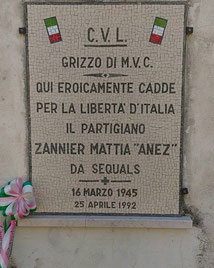 C.V.L.
GRIZZO DI M.V.C.
QUI EROICAMENTE CADDE
PER LA LIBERTA' D'ITALIA
IL PARTIGIANO
ZANNIER MATTIA "ANEZ"
DA SEQUALS
16 MARZO 1945
25 APRILE 1992